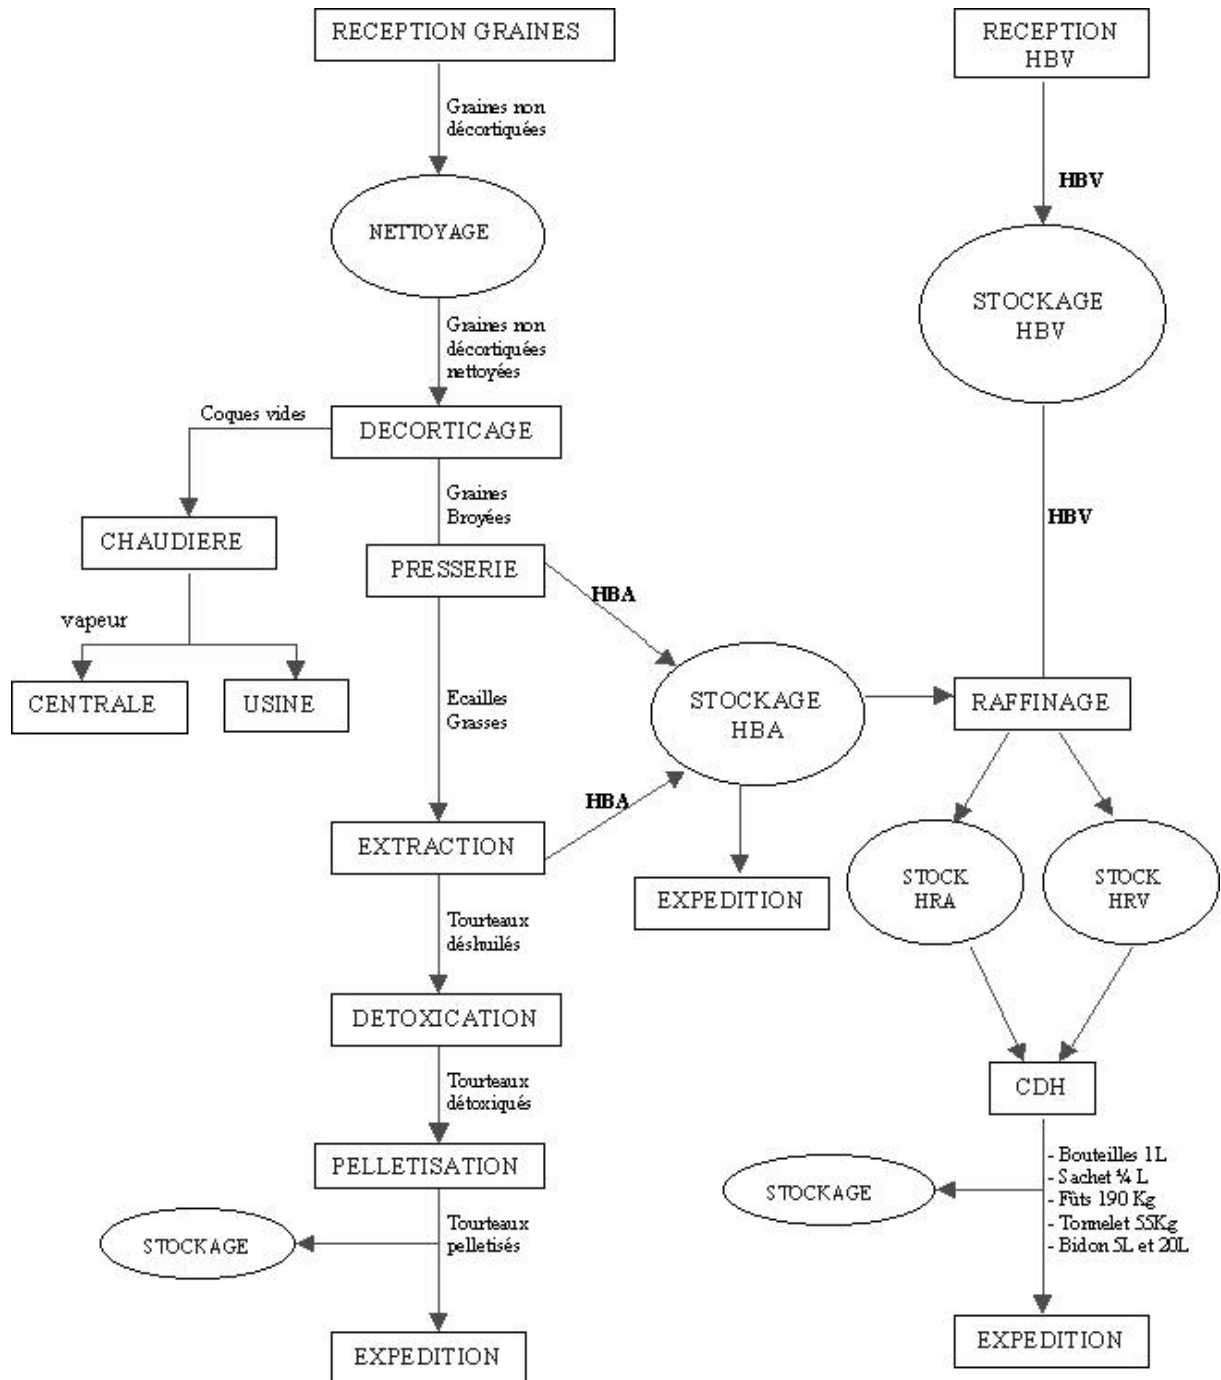 RECEPTION GRAINES
RECEPTION
HBV
Graines non
décortiquées
HBV
NETTOYAGE
STOCKAGE
HBV
Graines non
décortiquées
nettoyées
Coques vides
DECORTICAGE
Graines
Broyées
HBV
CHAUDIERE
PRESSERIE
HBA
vapeur
CENTRALE
USINE
Ecailles
Grasses
STOCKAGE
HBA
RAFFINAGE
HBA
EXTRACTION
EXPEDITION
STOCK
HRA
STOCK
HRV
Tourteaux
déshuilés
DETOXICATION
CDH
Tourteaux
détoxiqués
PELLETISATION
- Bouteilles 1L
- Sachet ¼ L
- Fûts 190 Kg
- Tonnelet 55Kg
- Bidon 5L et 20L
STOCKAGE
Tourteaux
pelletisés
STOCKAGE
EXPEDITION
EXPEDITION